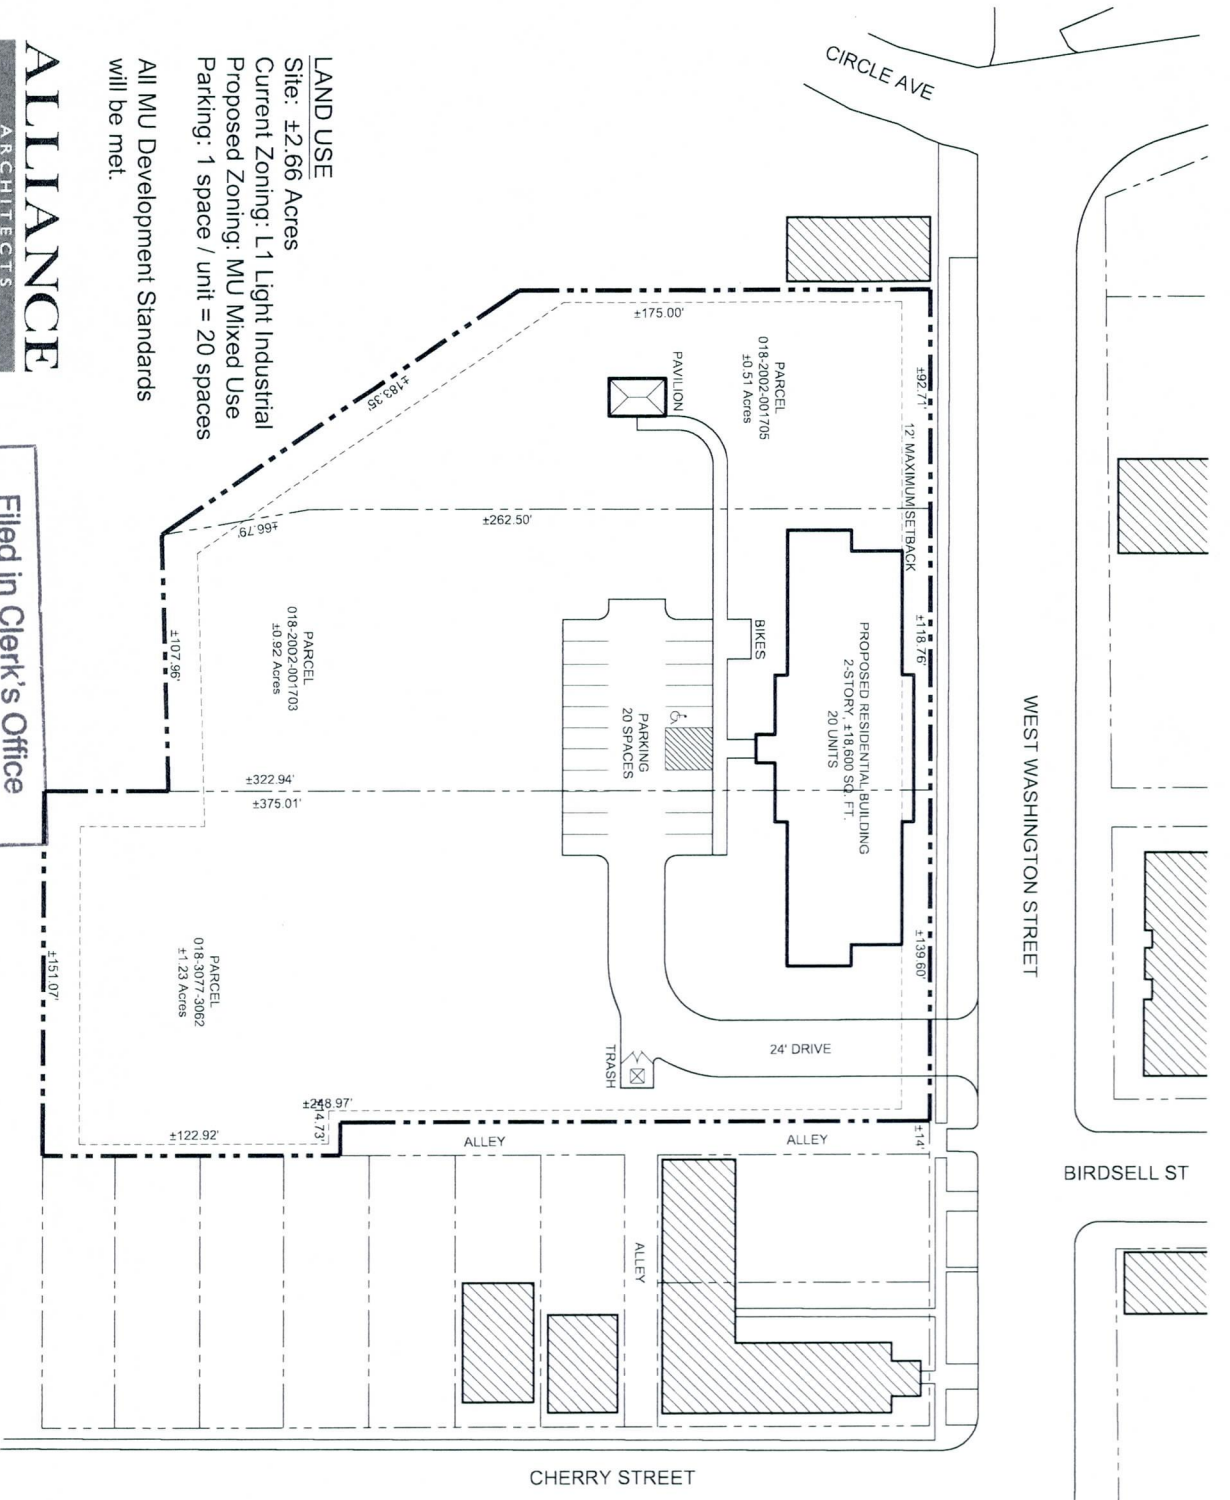 CIRCLE AVE
WEST WASHINGTON STREET
BIRDSELL ST
CHERRY STREET
LAND USE
Site: ±2.66 Acres
Current Zoning: L1 Light Industrial
Proposed Zoning: MU Mixed Use
Parking: 1 space / unit = 20 spaces
All MU Development Standards
will be met.
ALLIANCE
ARCHITECTS
Filed in Clerk's Office
±175.00'
±92.71'
12' MAXIMUM SETBACK
PARCEL
018-2002-001705
±0.51 Acres
PAVILION
±183.35'
±66.79'
±262.50'
±118.76'
PROPOSED RESIDENTIAL BUILDING
2-STORY, ±18,600 SQ. FT.
20 UNITS
BIKES
PARKING
20 SPACES
PARCEL
018-2002-001703
±0.92 Acres
±107.96'
±322.94'
±375.01'
±139.60'
PARCEL
018-3077-3062
±1.23 Acres
±151.07'
24' DRIVE
TRASH
±248.97'
±14.73'
±122.92'
ALLEY
ALLEY
±14'
ALLEY